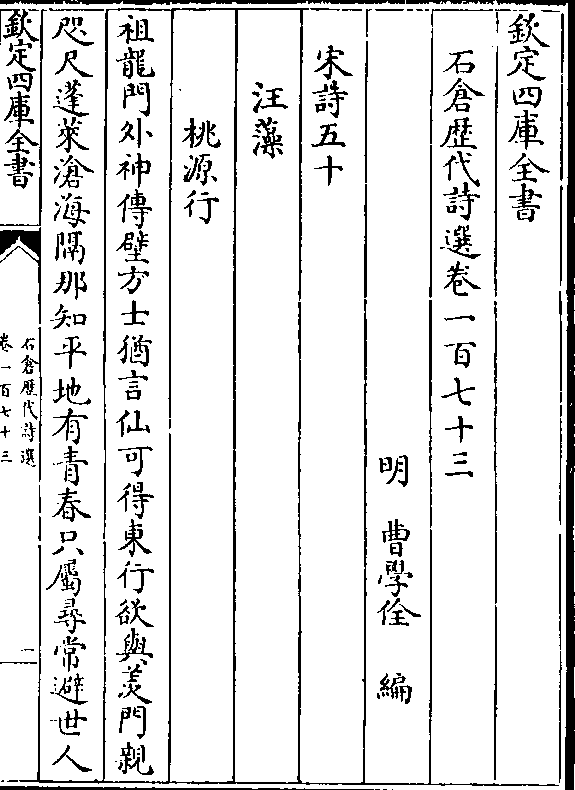 欽定四庫全書
石倉歴代詩選卷一百七十三
明 曹學佺 編
宋詩五十
汪藻
桃源行
祖龍門外神傳璧方士猶言仙可得東行欲與羨門親
咫尺蓬萊滄海隔那知平地有青春只屬尋常避世人
欽定四庫全書
石倉歴代詩選
卷一百七十三
一